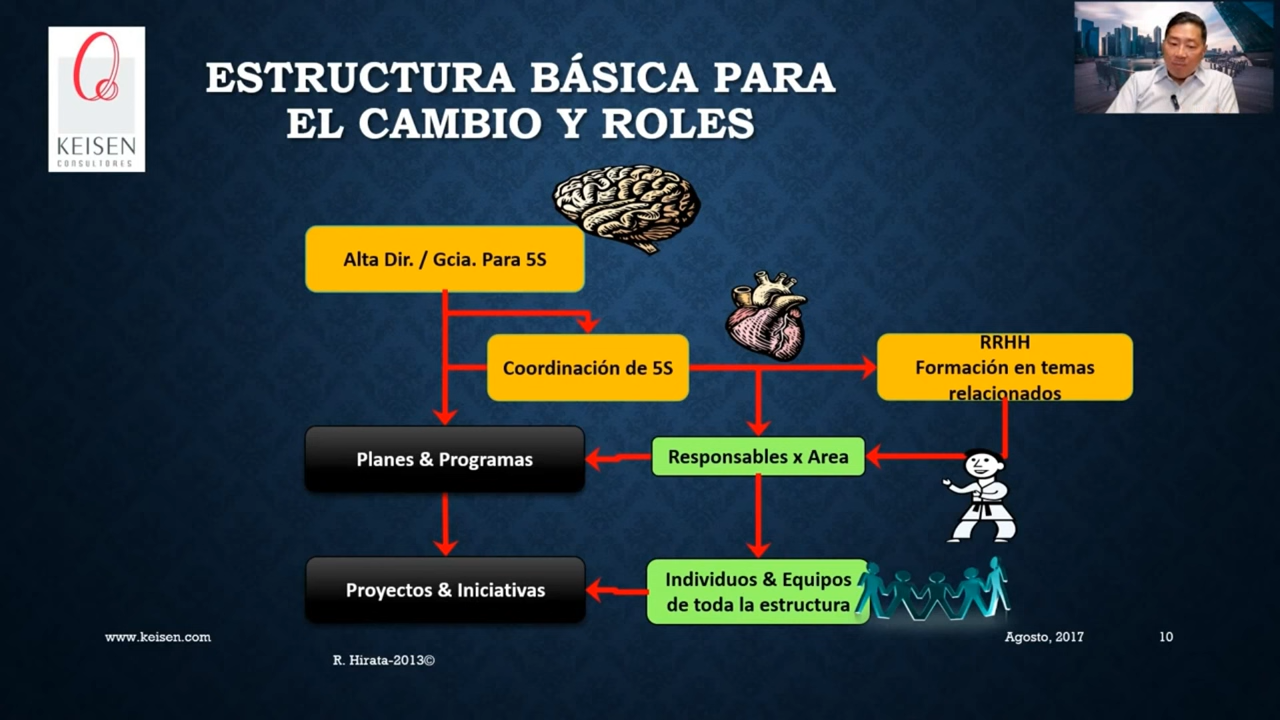 KEISEN
CONSULTORES
ESTRUCTURA BÁSICA PARA
EL CAMBIO Y ROLES
Alta Dir. / Gcia. Para 5S
Coordinación de 5S
RRHH
Formación en temas
relacionados
Planes & Programas
Responsables x Area
Proyectos & Iniciativas
Individuos & Equipos
de toda la estructura
www.keisen.com
Agosto, 2017
10
R. Hirata-2013©